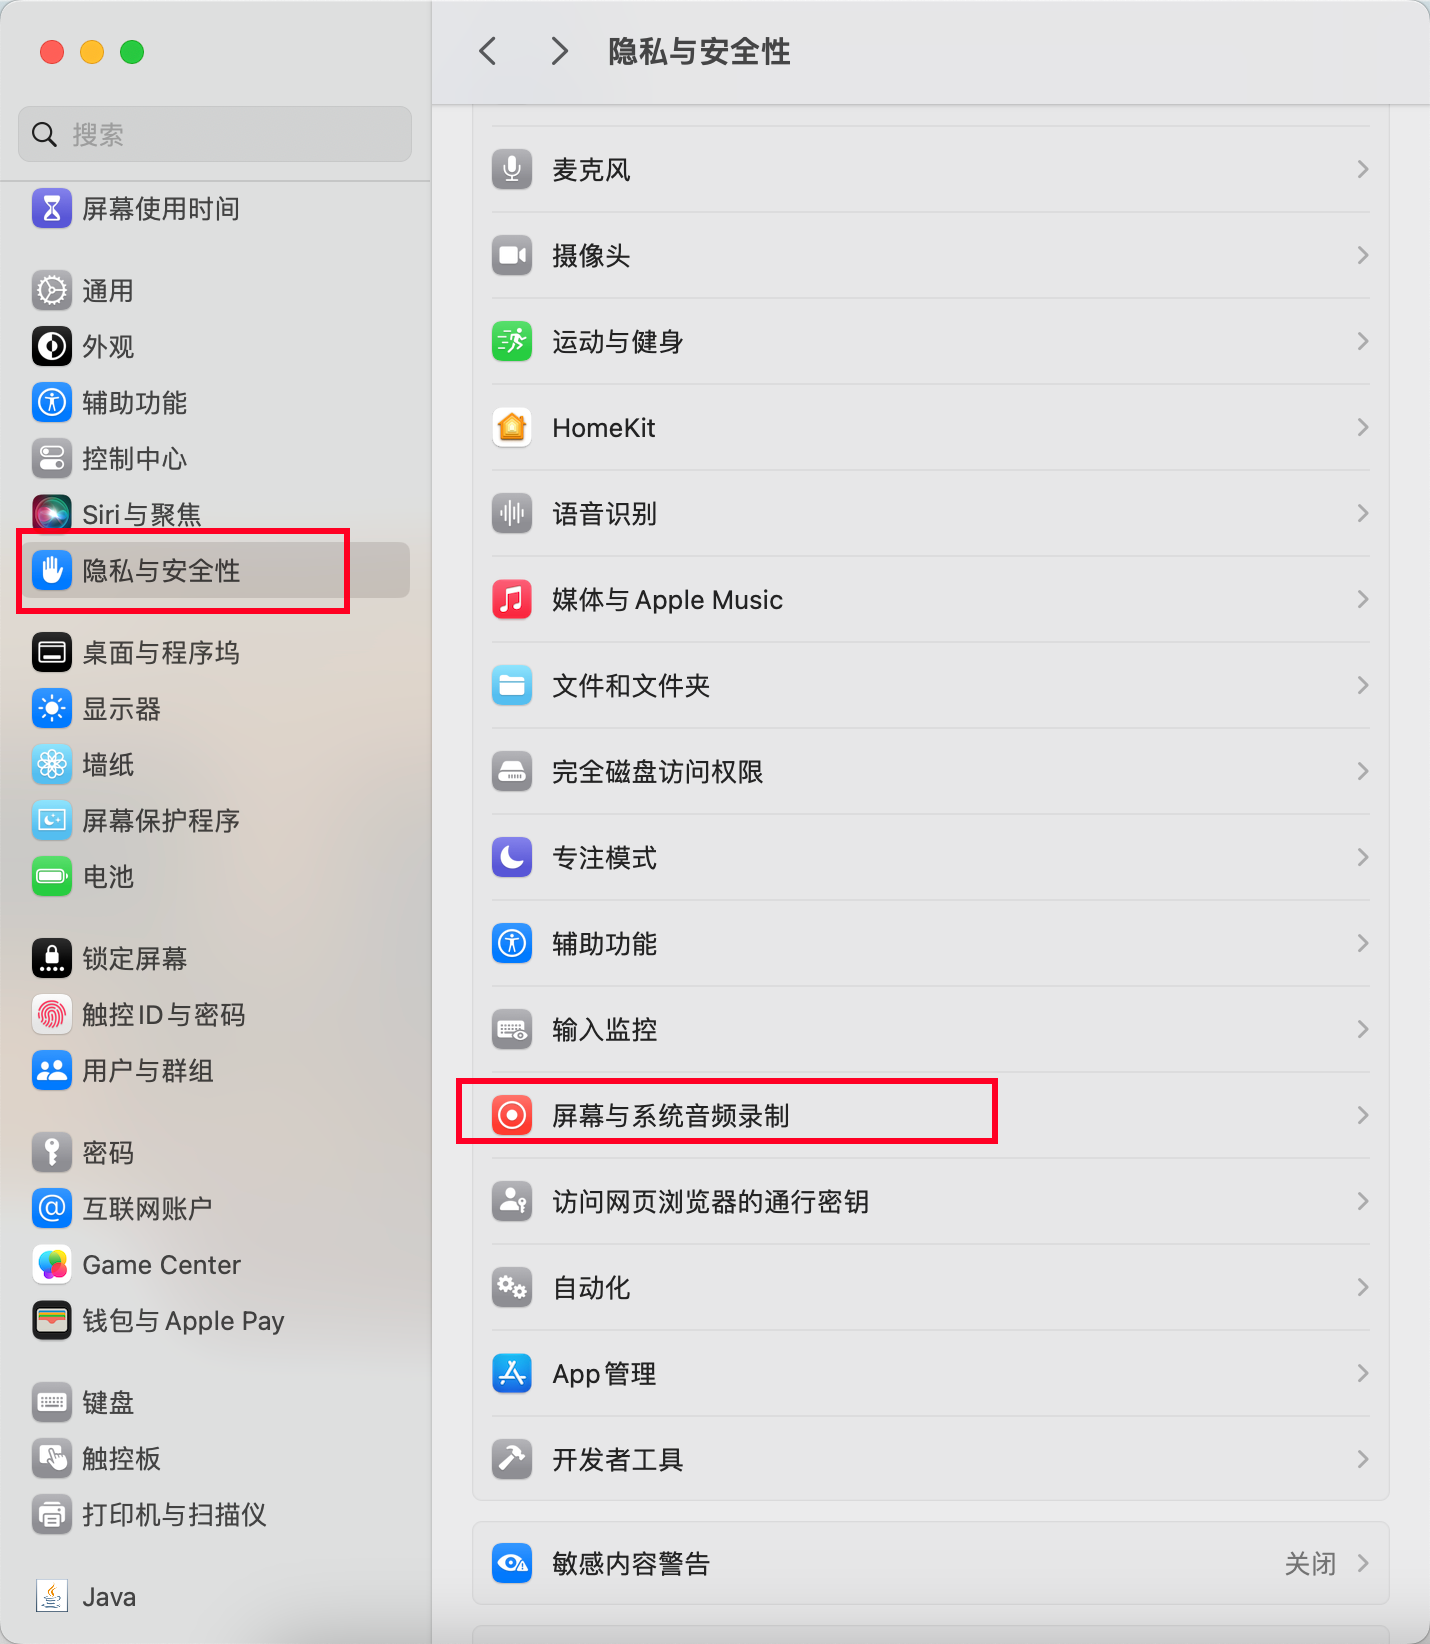 隐私与安全性
搜索
屏幕使用时间
通用
外观
辅助功能
控制中心
Siri与聚焦
隐私与安全性
桌面与程序坞
显示器
墙纸
屏幕保护程序
电池
锁定屏幕
触控ID与密码
用户与群组
密码
互联网账户
Game Center
钱包与Apple Pay
键盘
触控板
打印机与扫描仪
Java
麦克风
摄像头
运动与健身
HomeKit
语音识别
媒体与Apple Music
文件和文件夹
完全磁盘访问权限
专注模式
辅助功能
输入监控
屏幕与系统音频录制
访问网页浏览器的通行密钥
自动化
App管理
开发者工具
敏感内容警告 关闭